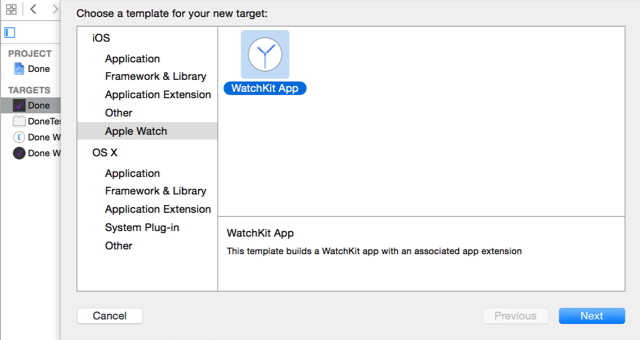 Choose a template for your new target:
PROJECT
Done
TARGETS
Done
DoneTes
Done W
Done W
iOS
Application
Framework & Library
Application Extension
Other
Apple Watch
OS X
Application
Framework & Library
Application Extension
System Plug-in
Other
WatchKit App
WatchKit App
This template builds a WatchKit app with an associated app extension
Cancel
Previous
Next